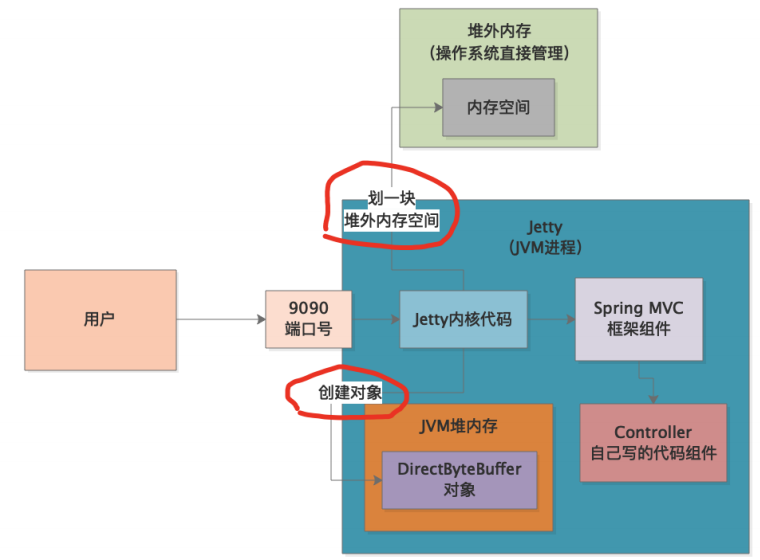 堆外内存
（操作系统直接管理）
内存空间
划一块
堆外内存空间
Jetty
（JVM进程）
用户
9090
端口号
Jetty内核代码
Spring MVC
框架组件
创建对象
JVM堆内存
DirectByteBuffer
对象
Controller
自己写的代码组件